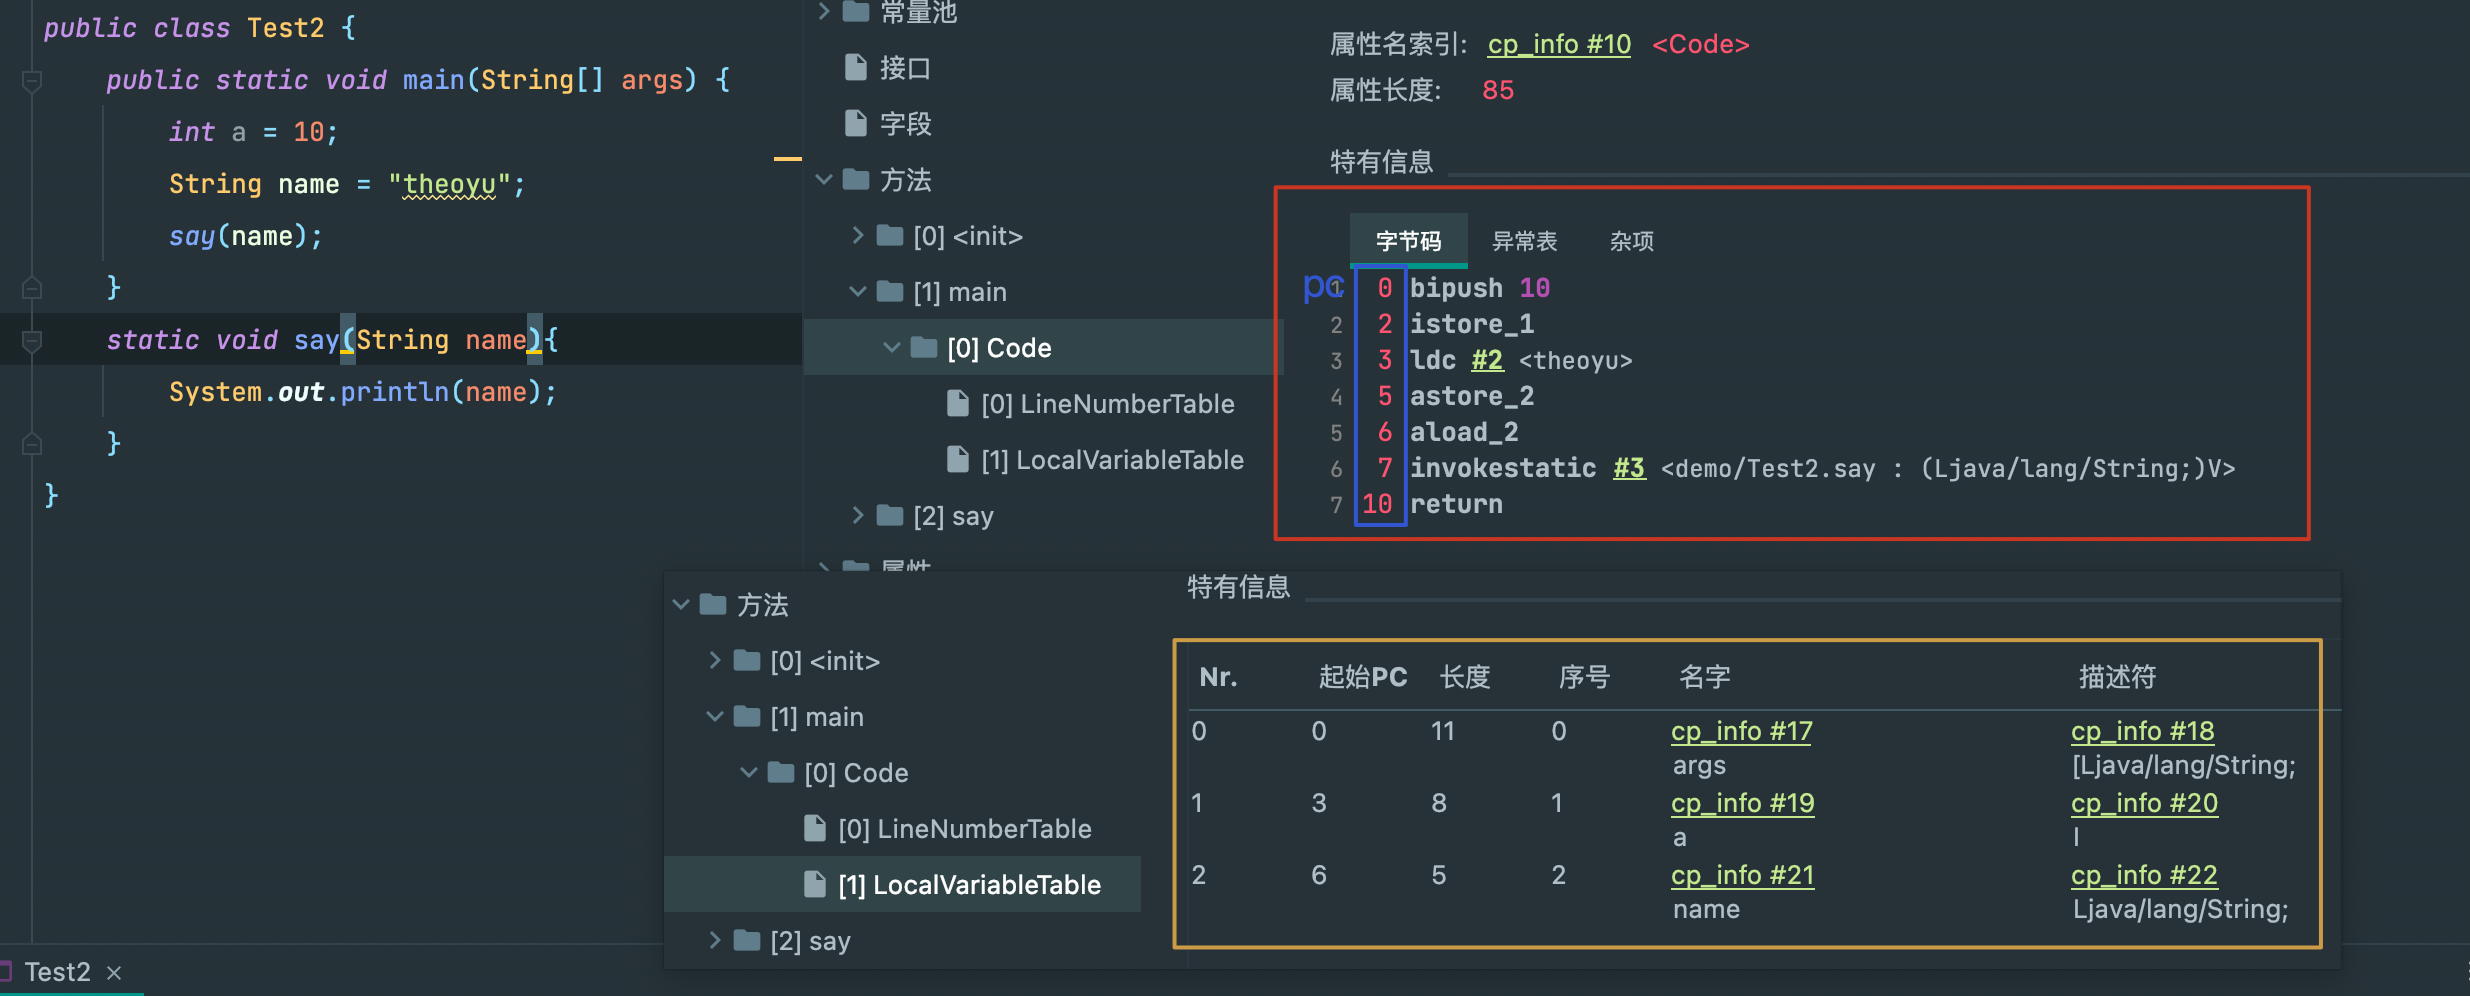 public class Test2 {
public static void main(String[] args) {
int a = 10;
String name = "theoyu";
say(name);
}
static void say(String name){
System.out.println(name);
}
}
Test2 ×
常量池
接口
字段
方法
[0] <init>
[1] main
[0] Code
[0] LineNumberTable
[1] LocalVariableTable
[2] say
属性
属性名索引: cp_info #10 <Code>
属性长度: 85
特有信息
字节码 异常表 杂项
pc
1 0 bipush 10
2 2 istore_1
3 3 ldc #2 <theoyu>
4 5 astore_2
5 6 aload_2
6 7 invokestatic #3 <demo/Test2.say : (Ljava/lang/String;)V>
7 10 return
方法
[0] <init>
[1] main
[0] Code
[0] LineNumberTable
[1] LocalVariableTable
[2] say
特有信息
Nr. 起始PC 长度 序号 名字 描述符
0 0 11 0 cp_info #17 cp_info #18
args [Ljava/lang/String;
1 3 8 1 cp_info #19 cp_info #20
a I
2 6 5 2 cp_info #21 cp_info #22
name Ljava/lang/String;